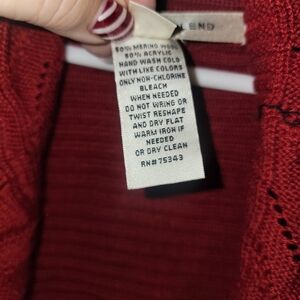 LEND
50% MERINO WOOL
50% ACRYLIC
HAND WASH COLD
WITH LIKE COLORS
ONLY NON-CHLORINE
BLEACH
WHEN NEEDED
DO NOT WRING OR
TWIST RESHAPE
AND DRY FLAT
WARM IRON IF
NEEDED
OR DRY CLEAN
RN# 75343